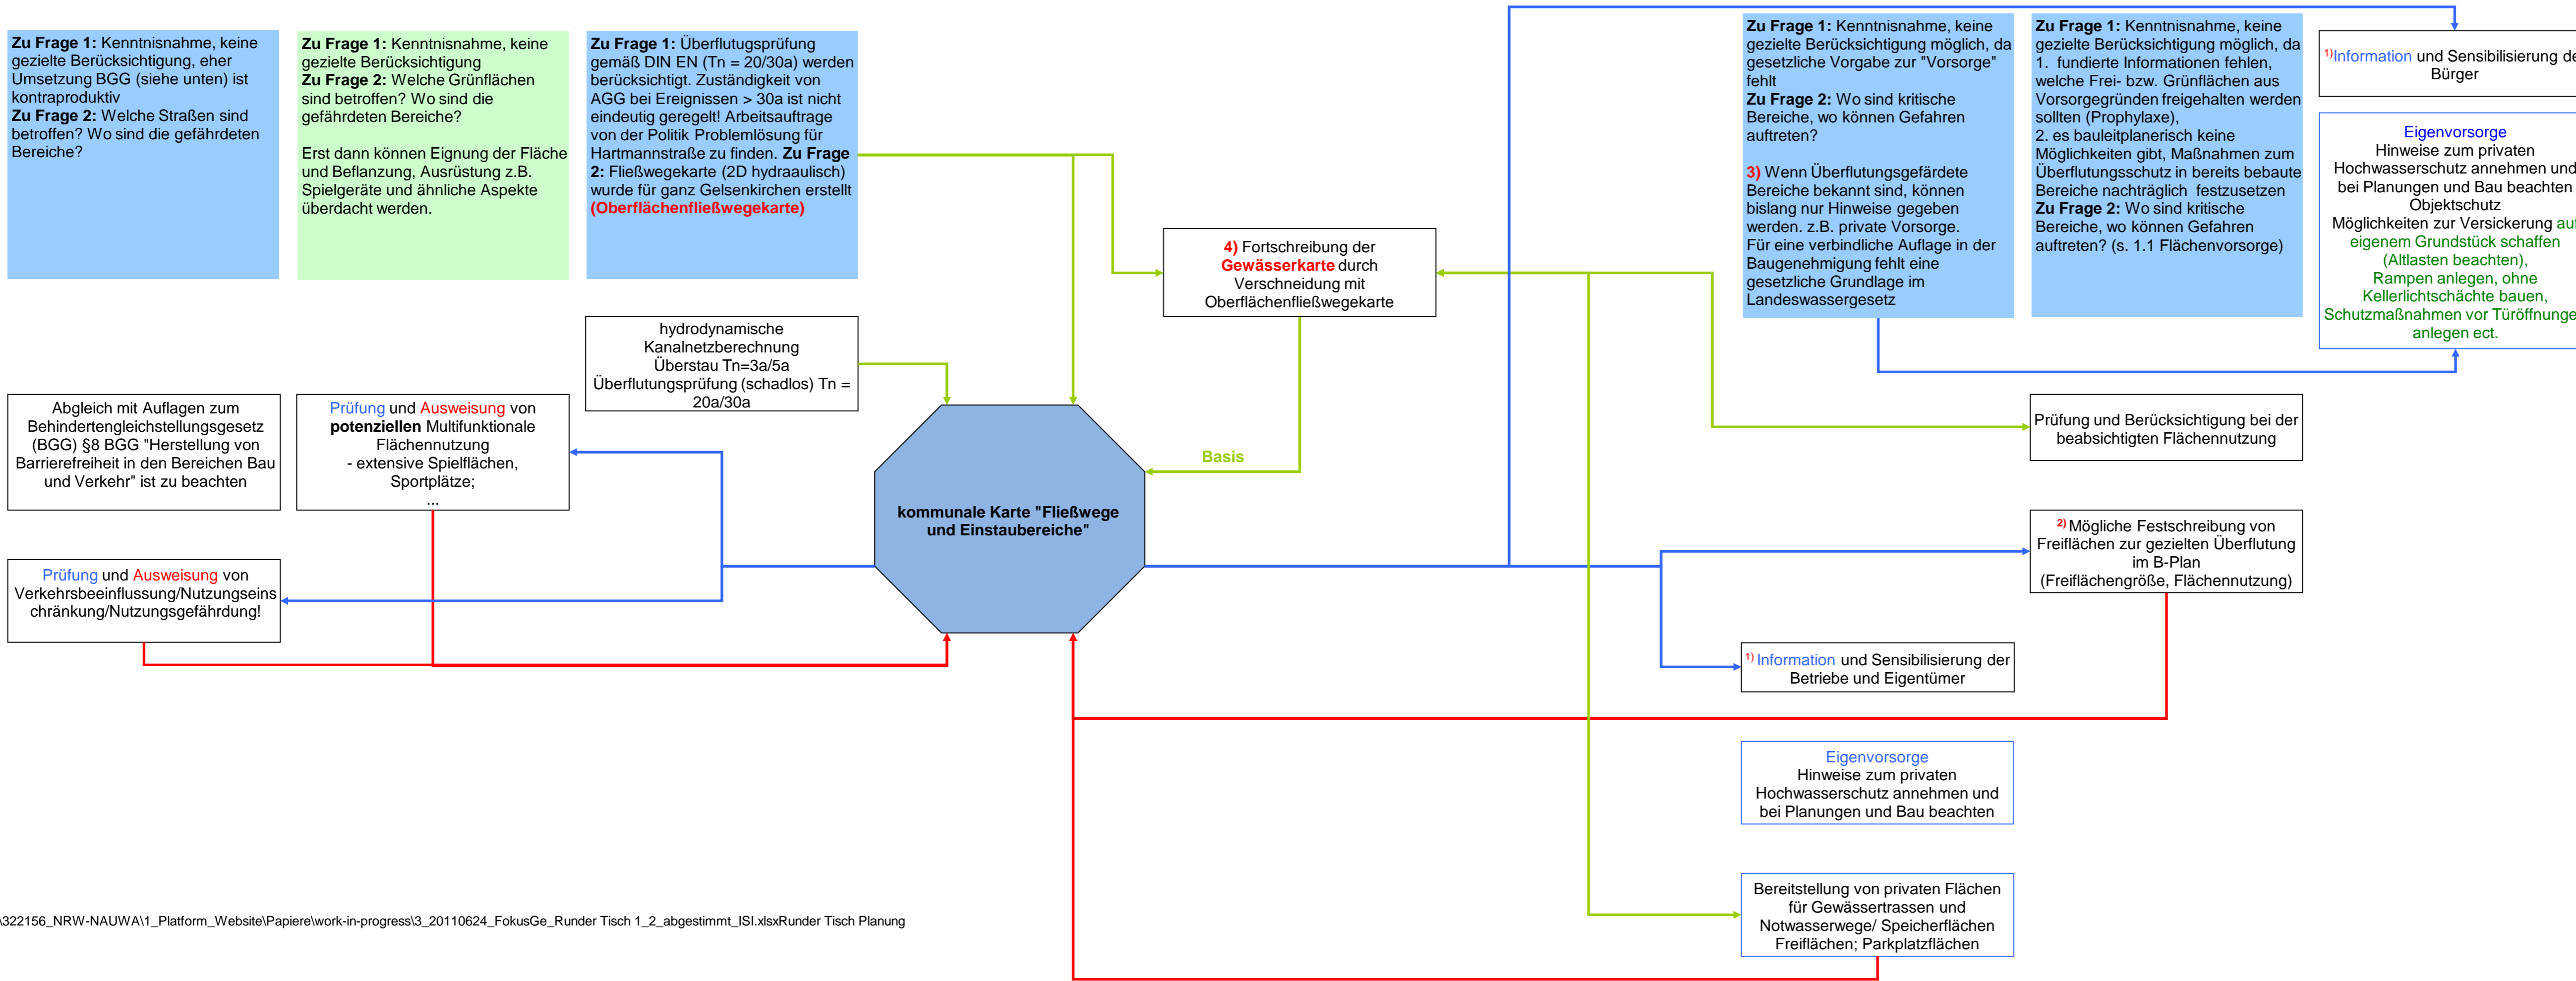 Zu Frage 1: Kenntnisnahme, keine
gezielte Berücksichtigung, eher
Umsetzung BGG (siehe unten) ist
kontraproduktiv
Zu Frage 2: Welche Straßen sind
betroffen? Wo sind die gefährdeten
Bereiche?
Zu Frage 1: Kenntnisnahme, keine
gezielte Berücksichtigung
Zu Frage 2: Welche Grünflächen
sind betroffen? Wo sind die
gefährdeten Bereiche?
Erst dann können Eignung der Fläche
und Beflanzung, Ausrüstung z.B.
Spielgeräte und ähnliche Aspekte
überdacht werden.
Zu Frage 1: Überflutugsprüfung
gemäß DIN EN (Tn = 20/30a) werden
berücksichtigt. Zuständigkeit von
AGG bei Ereignissen > 30a ist nicht
eindeutig geregelt! Arbeitsauftrage
von der Politik Problemlösung für
Hartmannstraße zu finden. Zu Frage
2: Fließwegekarte (2D hydraaulisch)
wurde für ganz Gelsenkirchen erstellt
(Oberflächenfließwegekarte)
Zu Frage 1: Kenntnisnahme, keine
gezielte Berücksichtigung möglich, da
gesetzliche Vorgabe zur "Vorsorge"
fehlt
Zu Frage 2: Wo sind kritische
Bereiche, wo können Gefahren
auftreten?
3) Wenn Überflutungsgefärdete
Bereiche bekannt sind, können
bislang nur Hinweise gegeben
werden. z.B. private Vorsorge.
Für eine verbindliche Auflage in der
Baugenehmigung fehlt eine
gesetzliche Grundlage im
Landeswassergesetz
Zu Frage 1: Kenntnisnahme, keine
gezielte Berücksichtigung möglich, da
1. fundierte Informationen fehlen,
welche Frei- bzw. Grünflächen aus
Vorsorgegründen freigehalten werden
sollten (Prophylaxe),
2. es bauleitplanerisch keine
Möglichkeiten gibt, Maßnahmen zum
Überflutungsschutz in bereits bebaute
Bereiche nachträglich festzusetzen
Zu Frage 2: Wo sind kritische
Bereiche, wo können Gefahren
auftreten? (s. 1.1 Flächenvorsorge)
1)Information und Sensibilisierung de
Bürger
Eigenvorsorge
Hinweise zum privaten
Hochwasserschutz annehmen und
bei Planungen und Bau beachten
Objektschutz
Möglichkeiten zur Versickerung auf
eigenem Grundstück schaffen
(Altlasten beachten),
Rampen anlegen, ohne
Kellerlichtschächte bauen,
Schutzmaßnahmen vor Türöffnunge
anlegen ect.
4) Fortschreibung der
Gewässerkarte durch
Verschneidung mit
Oberflächenfließwegekarte
hydrodynamische
Kanalnetzberechnung
Überstau Tn=3a/5a
Überflutungsprüfung (schadlos) Tn =
20a/30a
Abgleich mit Auflagen zum
Behindertengleichstellungsgesetz
(BGG) §8 BGG "Herstellung von
Barrierefreiheit in den Bereichen Bau
und Verkehr" ist zu beachten
Prüfung und Ausweisung von
potenziellen Multifunktionale
Flächennutzung
- extensive Spielflächen,
Sportplätze;
...
Prüfung und Berücksichtigung bei der
beabsichtigten Flächennutzung
Basis
kommunale Karte "Fließwege
und Einstaubereiche"
2) Mögliche Festschreibung von
Freiflächen zur gezielten Überflutung
im B-Plan
(Freiflächengröße, Flächennutzung)
Prüfung und Ausweisung von
Verkehrsbeeinflussung/Nutzungseins
chränkung/Nutzungsgefährdung!
1) Information und Sensibilisierung der
Betriebe und Eigentümer
Eigenvorsorge
Hinweise zum privaten
Hochwasserschutz annehmen und
bei Planungen und Bau beachten
Bereitstellung von privaten Flächen
für Gewässertrassen und
Notwasserwege/ Speicherflächen
Freiflächen; Parkplatzflächen
\322156_NRW-NAUWA\1_Platform_Website\Papiere\work-in-progress\3_20110624_FokusGe_Runder Tisch 1_2_abgestimmt_ISI.xlsxRunder Tisch Planung